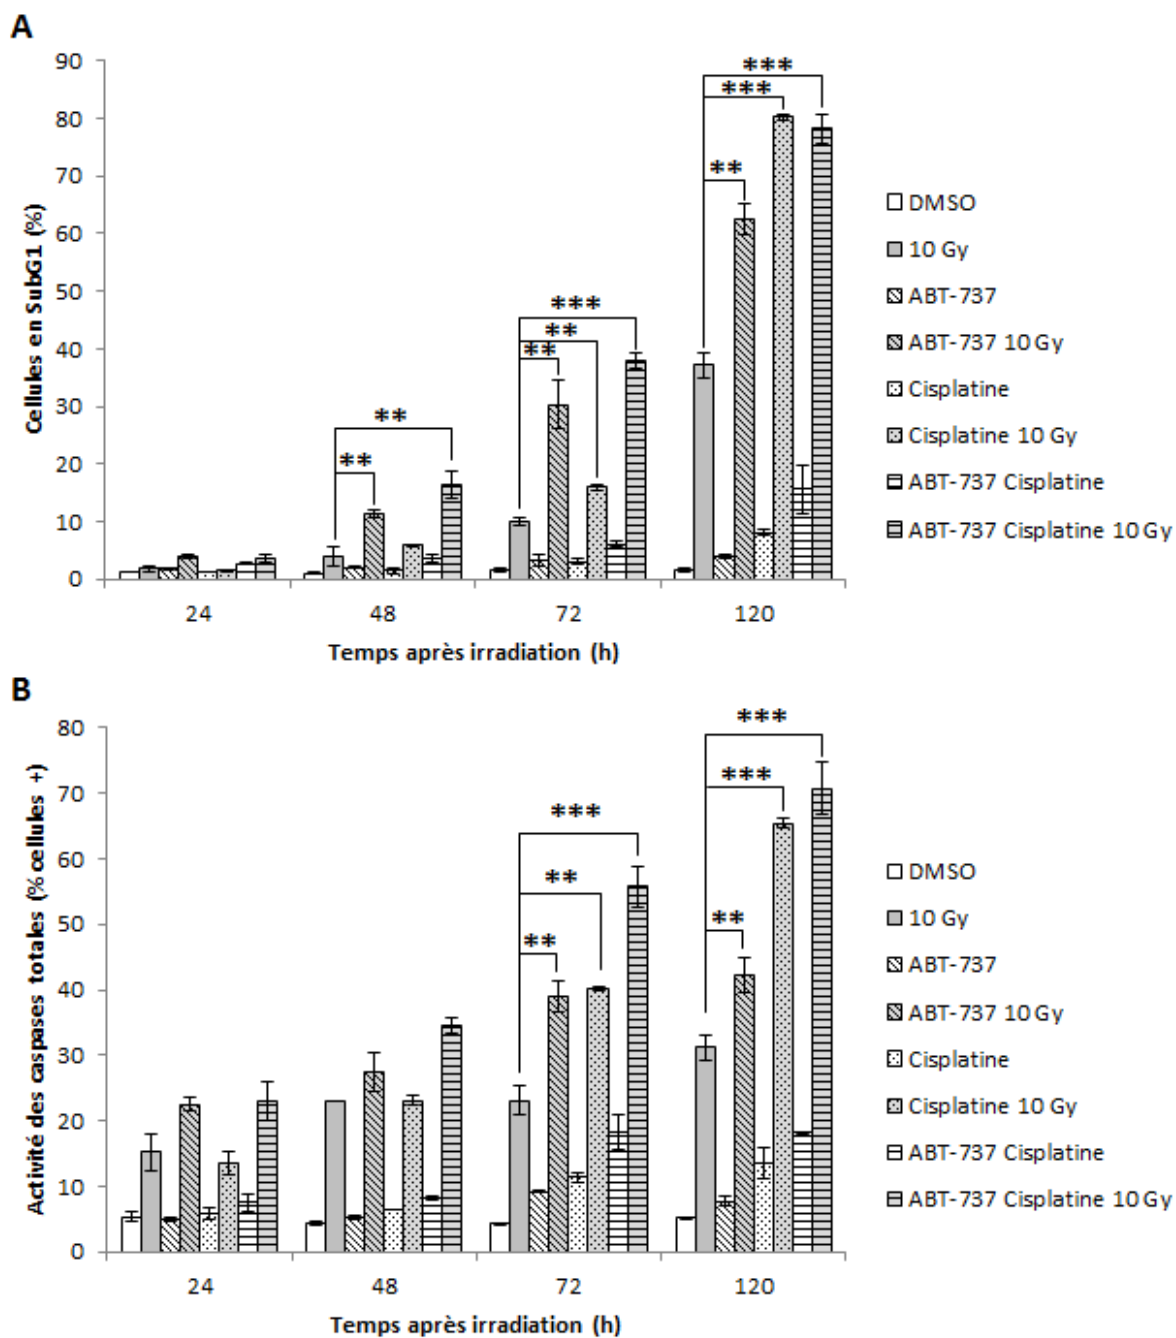 A
90
80
70
60
50
40
30
20
10
0
Cellules en SubG1 (%)
** ** ** ** *** ** *** ***
24 48 72 120
Temps après irradiation (h)
DMSO
10 Gy
ABT-737
ABT-737 10 Gy
Cisplatine
Cisplatine 10 Gy
ABT-737 Cisplatine
ABT-737 Cisplatine 10 Gy
B
80
70
60
50
40
30
20
10
0
Activité des caspases totales (% cellules +)
** ** *** ** *** ***
24 48 72 120
Temps après irradiation (h)
DMSO
10 Gy
ABT-737
ABT-737 10 Gy
Cisplatine
Cisplatine 10 Gy
ABT-737 Cisplatine
ABT-737 Cisplatine 10 Gy